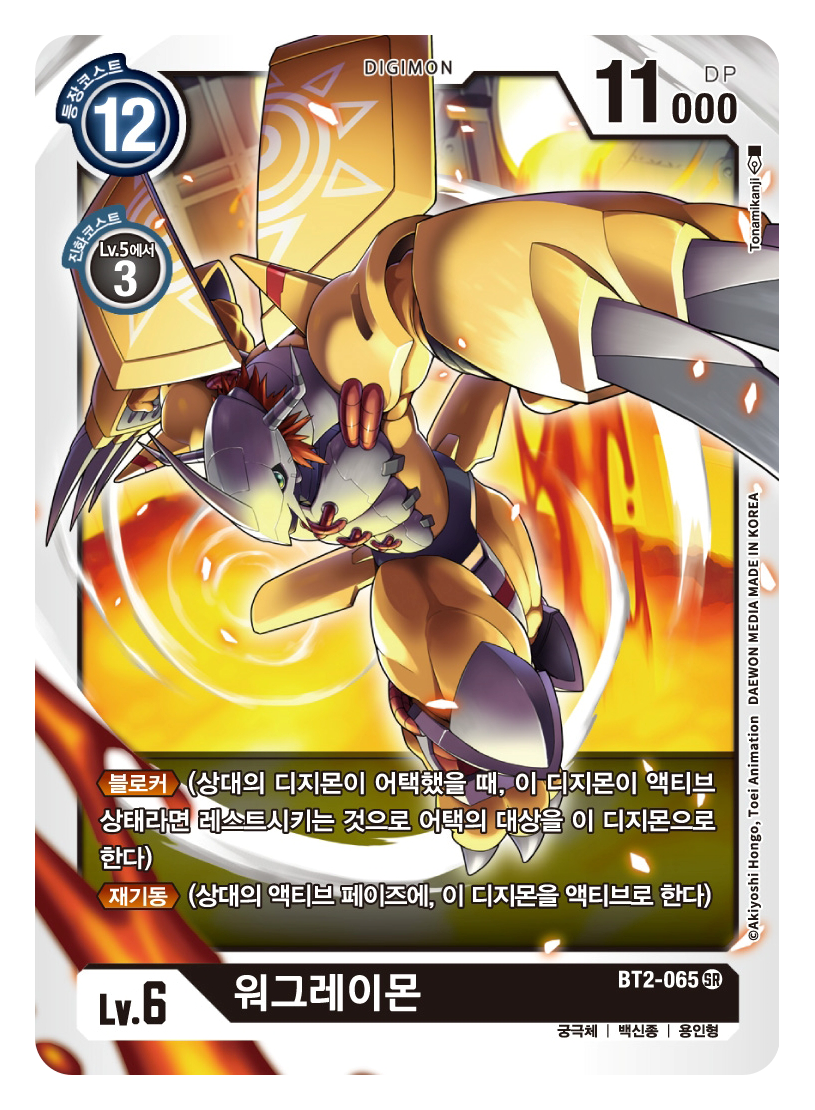 DIGIMON
등장코스트
12
11000
DP
진화코스트
Lv.5에서
3
Tonamikanji
블로커 (상대의 디지몬이 어택했을 때, 이 디지몬이 액티브
상태라면 레스트시키는 것으로 어택의 대상을 이 디지몬으로
한다)
재기동 (상대의 액티브 페이즈에, 이 디지몬을 액티브로 한다)
©Akiyoshi Hongo, Toei Animation DAEWON MEDIA MADE IN KOREA
Lv.6
워그레이몬
BT2-065 SR
궁극체 | 백신종 | 용인형